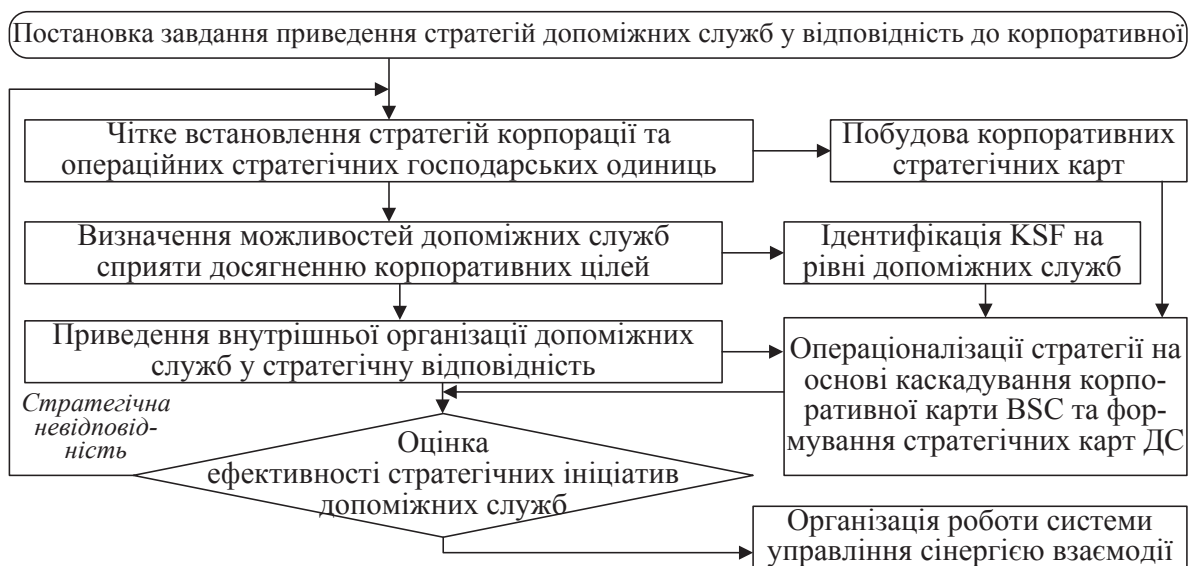 Постановка завдання приведення стратегій допоміжних служб у відповідність до корпоративної
Чітке встановлення стратегій корпорації та
операційних стратегічних господарських одиниць
Побудова корпоративних
стратегічних карт
Визначення можливостей допоміжних служб
сприяти досягненню корпоративних цілей
Ідентифікація KSF на
рівні допоміжних служб
Приведення внутрішньої організації допоміжних
служб у стратегічну відповідність
Операціоналізації стратегії на
основі каскадування корпо-
ративної карти BSC та фор-
мування стратегічних карт ДС
Стратегічна
невідповід-
ність
Оцінка
ефективності стратегічних ініціатив
допоміжних служб
Організація роботи системи
управління сінергією взаємодії